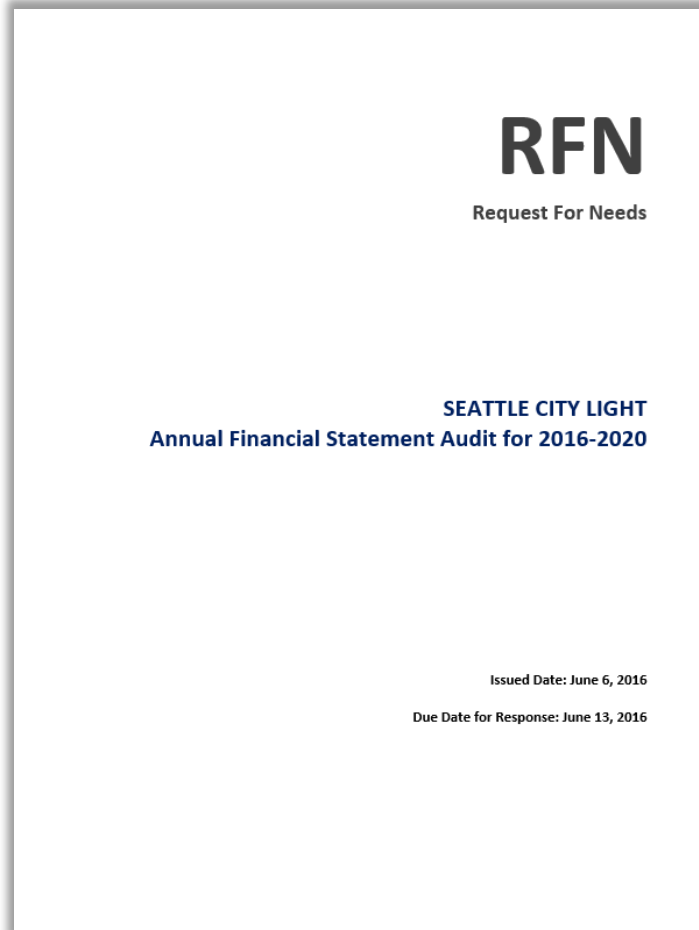 RFN
Request For Needs
SEATTLE CITY LIGHT
Annual Financial Statement Audit for 2016-2020
Issued Date: June 6, 2016
Due Date for Response: June 13, 2016